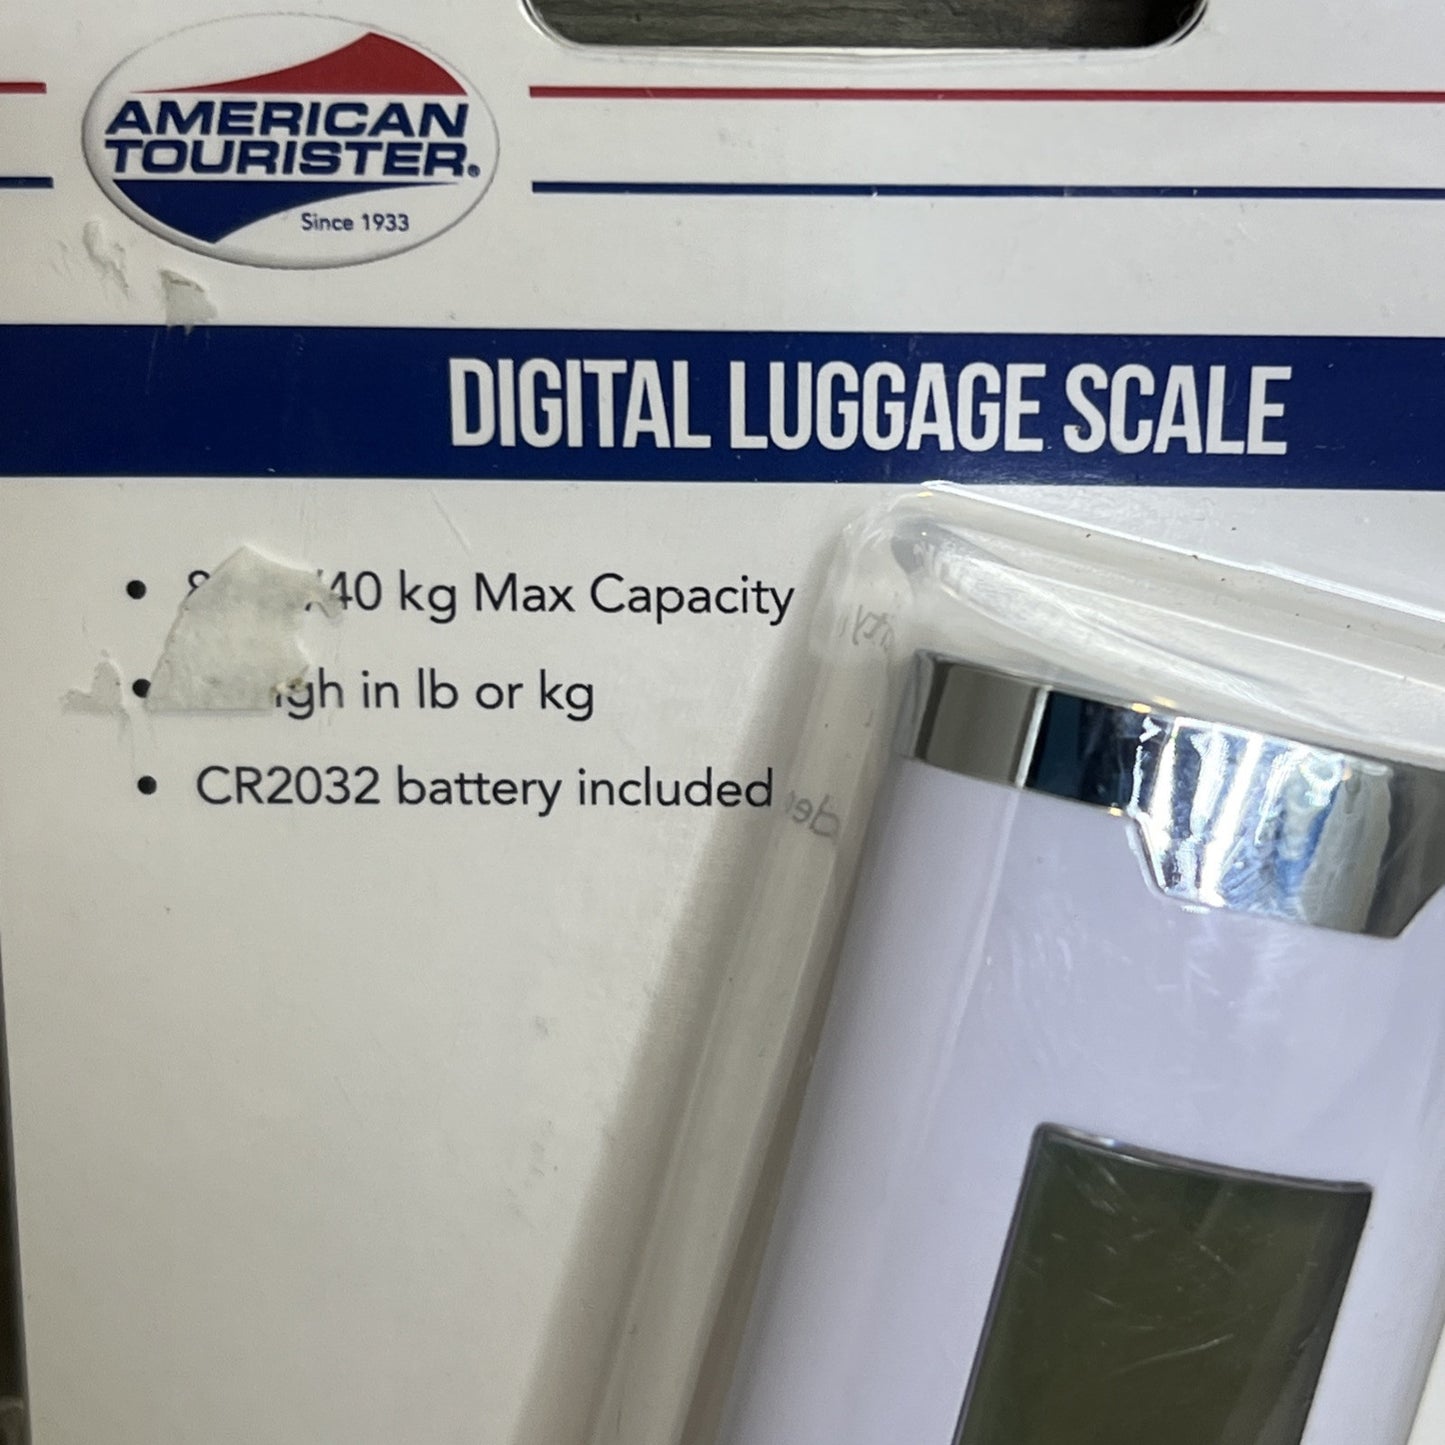 AMERICAN
TOURISTER®
Since 1933
DIGITAL LUGGAGE SCALE
• /40 kg Max Capacity
• in lb or kg
• CR2032 battery included